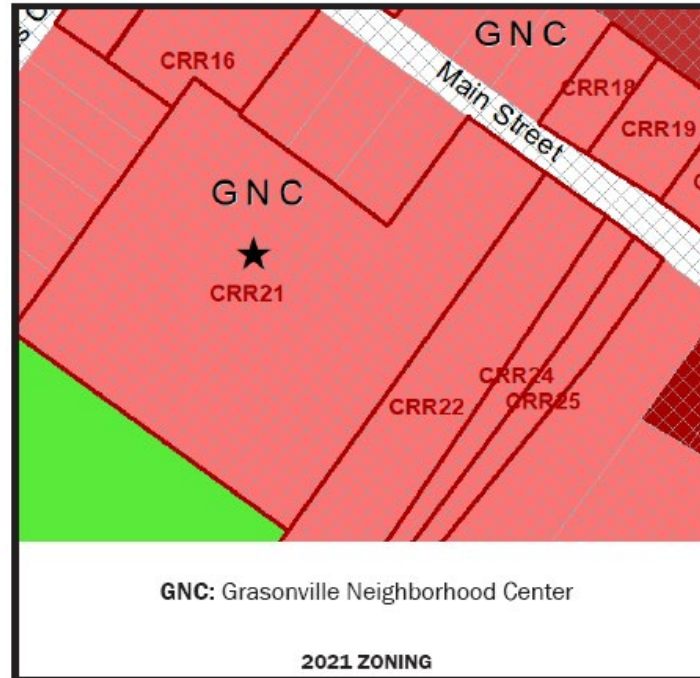 GNC
CRR16
Main Street
CRR18
CRR19
GNC
CRR21
CRR24
CRR22
CRR25
GNC: Grasonville Neighborhood Center
2021 ZONING